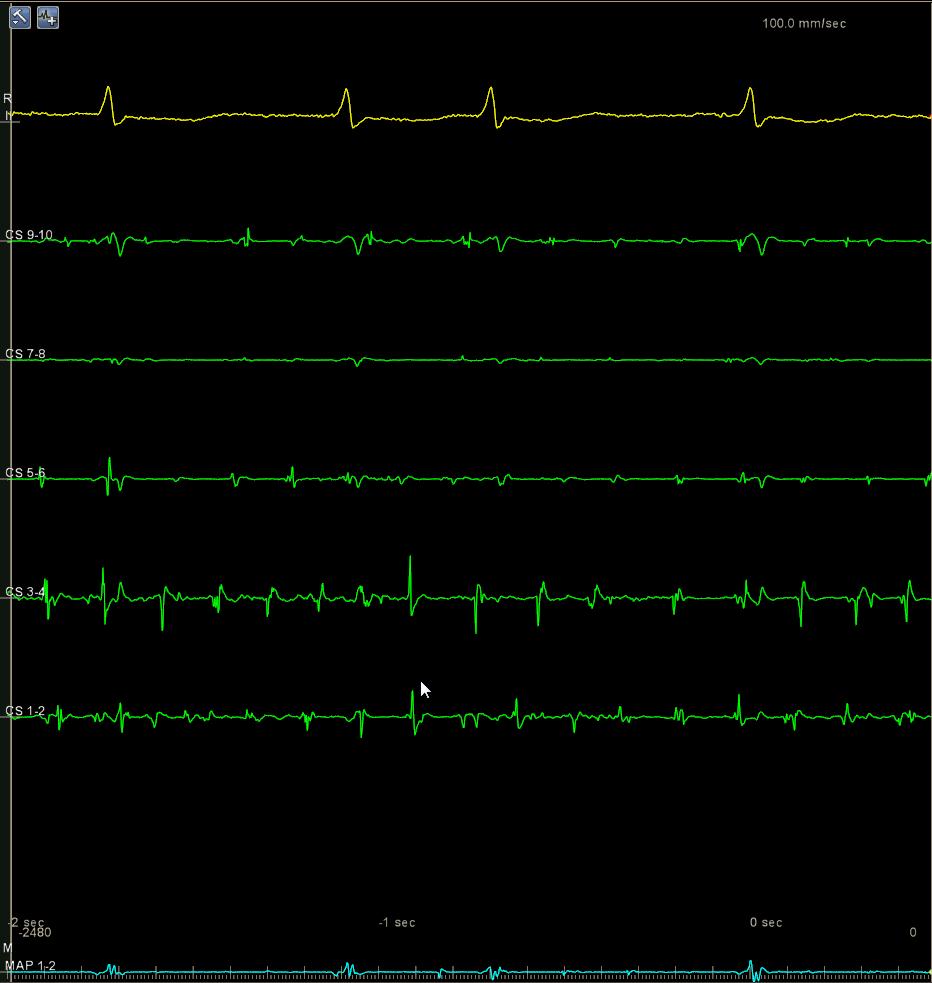 100.0 mm/sec
R
CS 9-10
CS 7-8
CS 5-6
CS 3-4
CS 1-2
-2 sec
-1 sec
0 sec
-2480
0
M
MAP 1-2